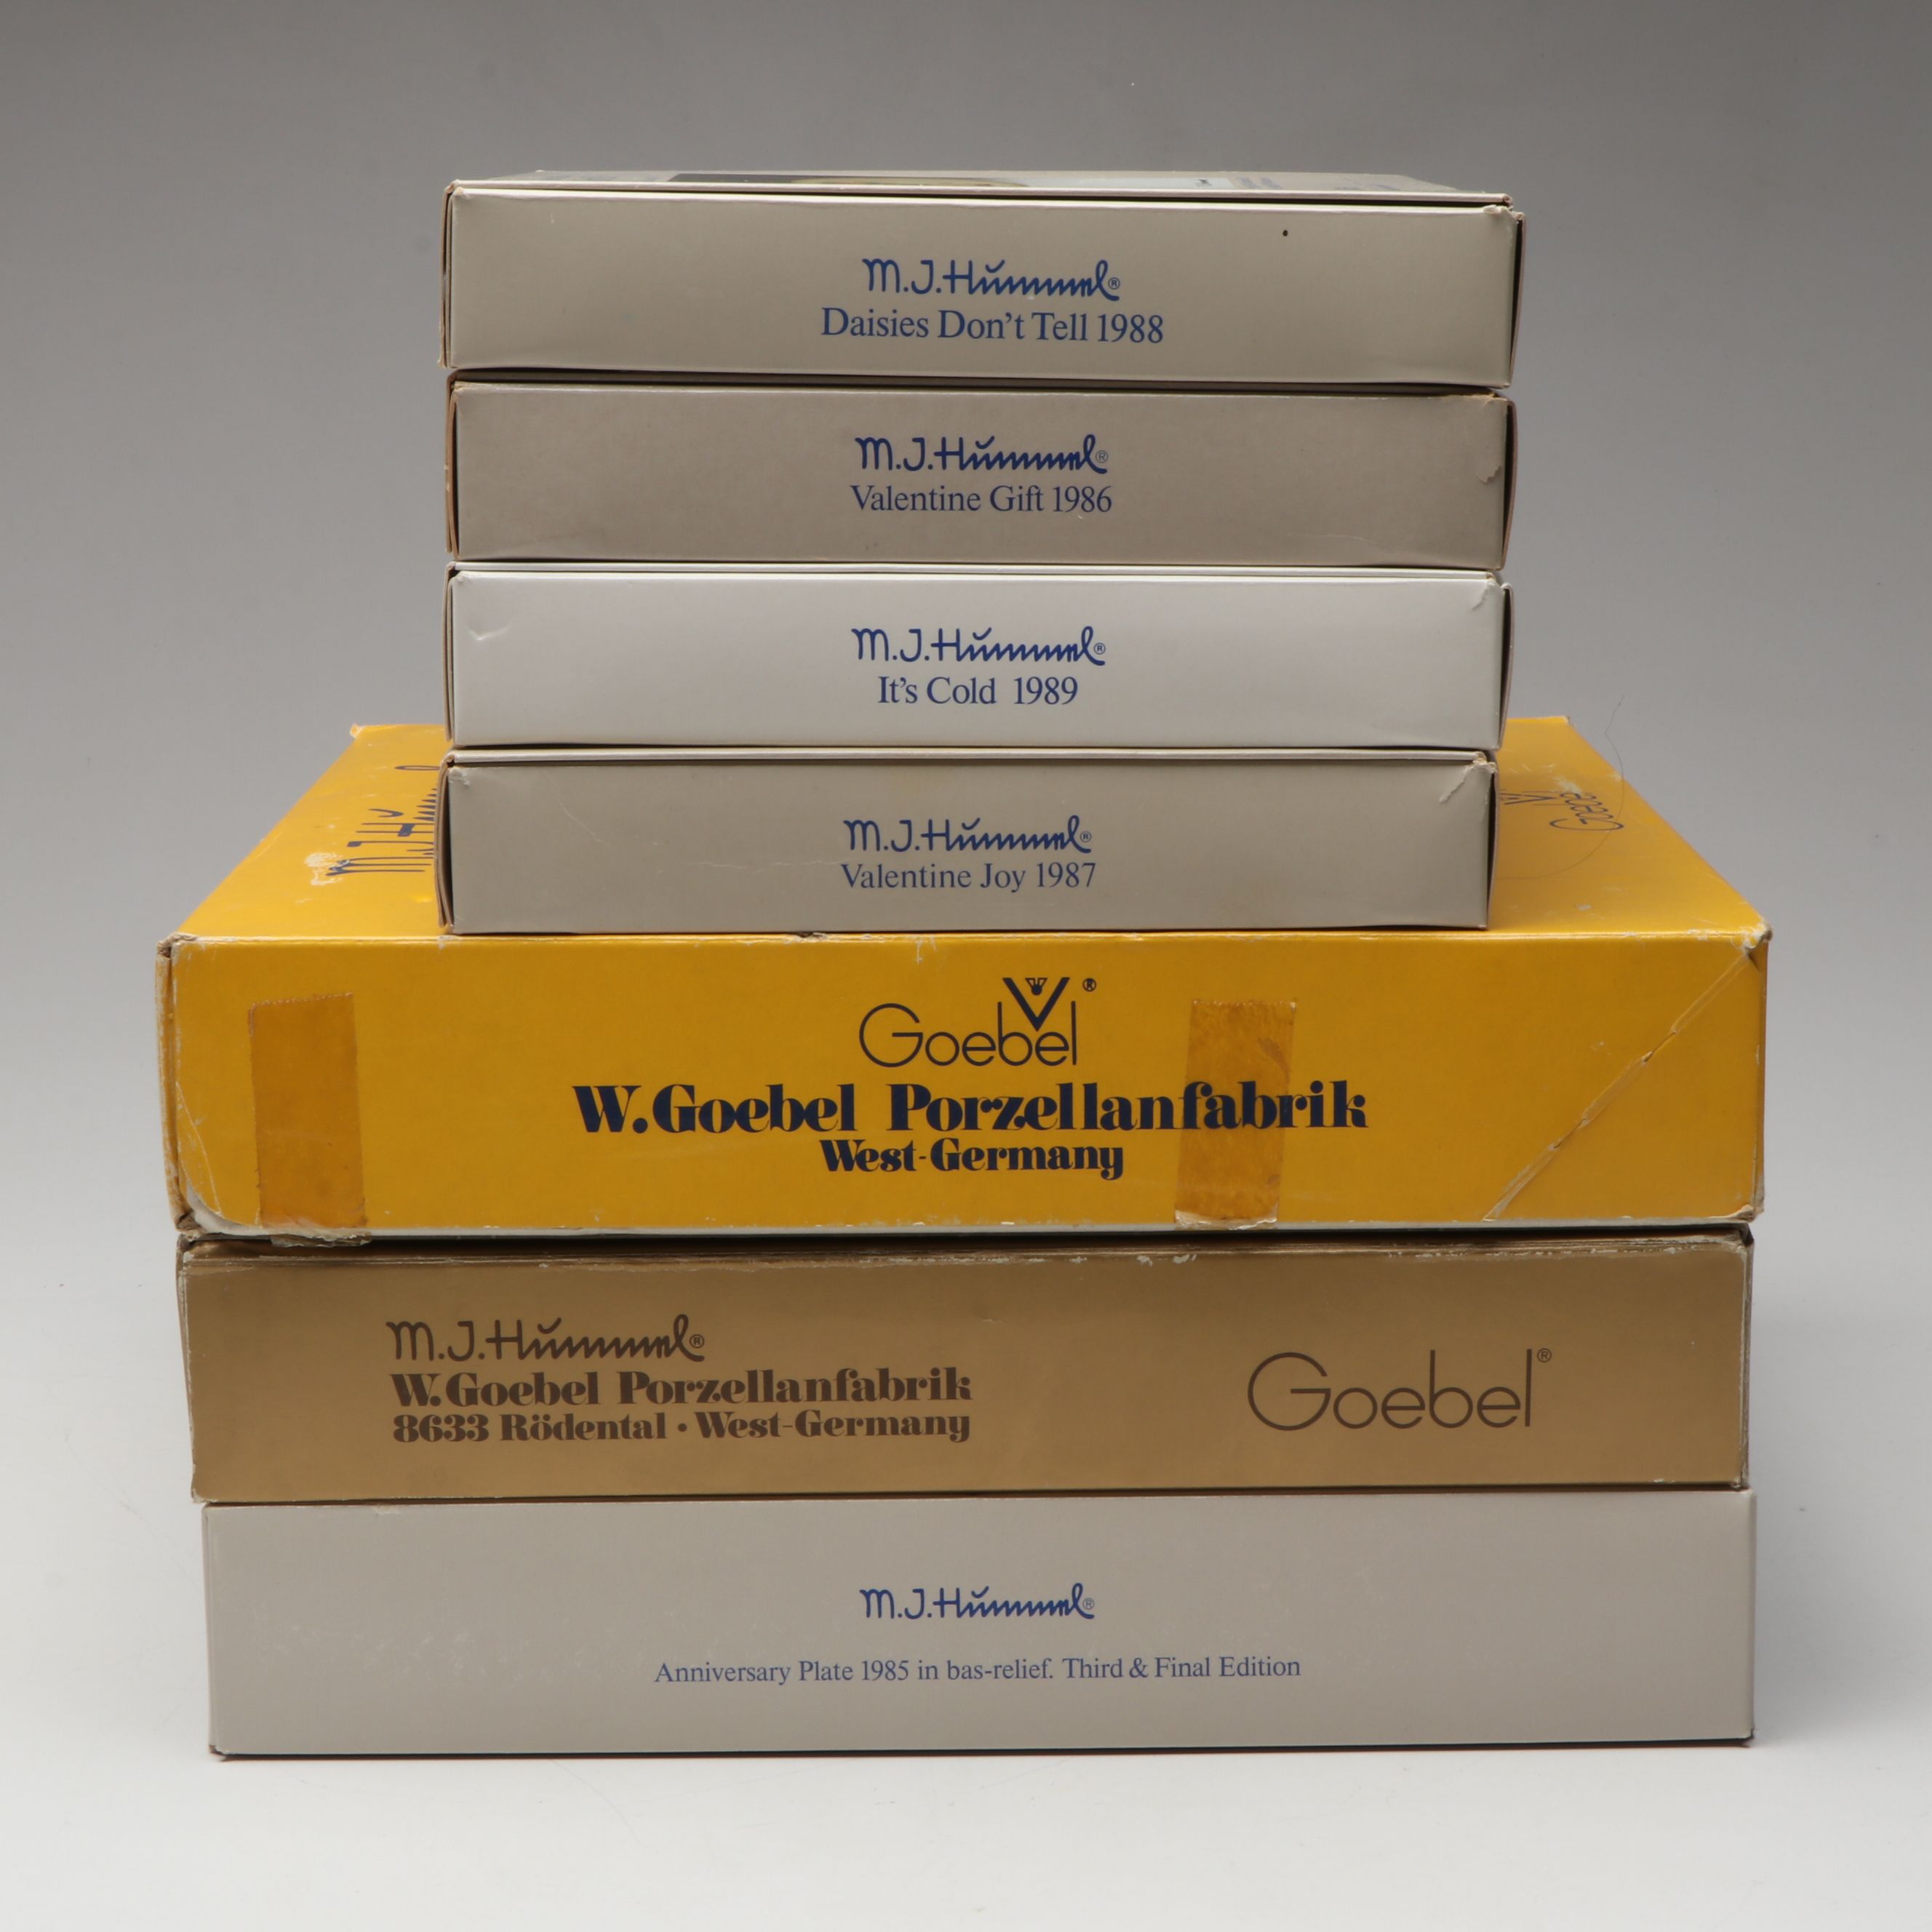 M.J.Hummel®
Daisies Don't Tell 1988
M.J.Hummel®
Valentine Gift 1986
M.J.Hummel®
It's Cold 1989
M.J.Hummel®
Valentine Joy 1987
M.J.Hummel
Goebel
Goebel®
W.Goebel Porzellanfabrik
West-Germany
M.J.Hummel®
W.Goebel Porzellanfabrik
8633 Rödental • West-Germany
Goebel®
M.J.Hummel®
Anniversary Plate 1985 in bas-relief. Third & Final Edition